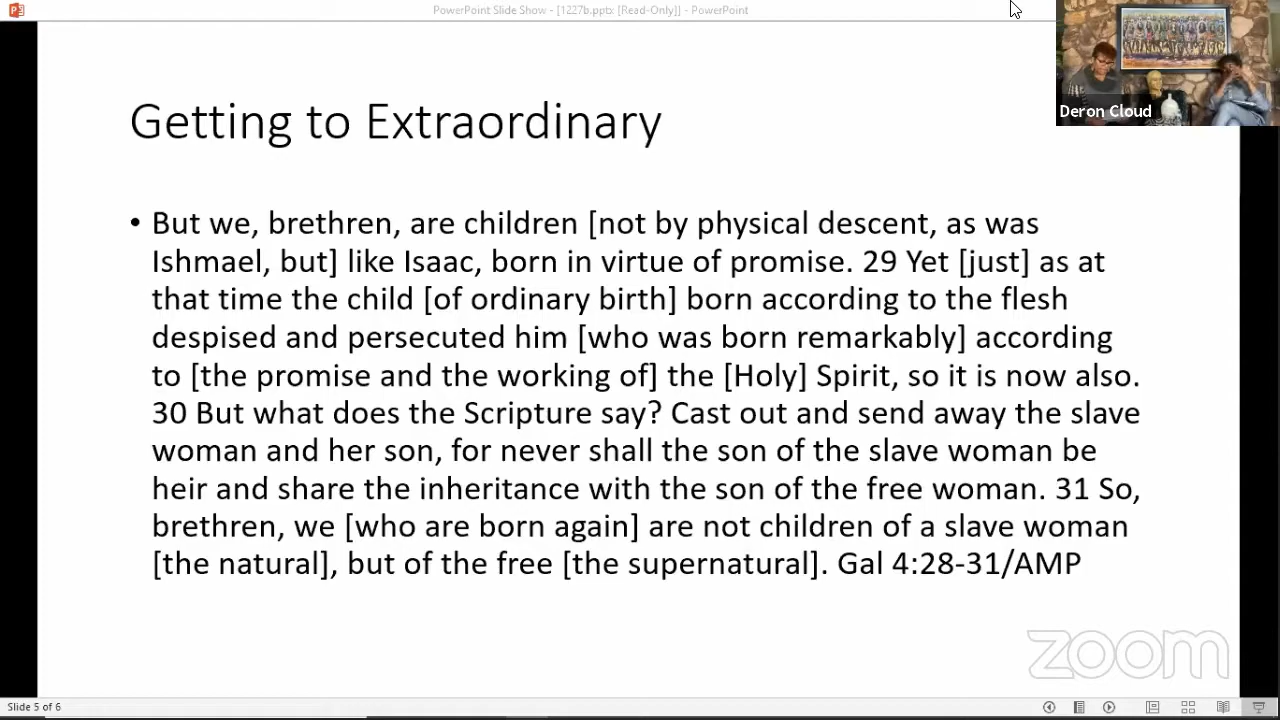 PowerPoint Slide Show - [1227b.pptx [Read-Only]] - PowerPoint
Deron Cloud
Getting to Extraordinary
• But we, brethren, are children [not by physical descent, as was
Ishmael, but] like Isaac, born in virtue of promise. 29 Yet [just] as at
that time the child [of ordinary birth] born according to the flesh
despised and persecuted him [who was born remarkably] according
to [the promise and the working of] the [Holy] Spirit, so it is now also.
30 But what does the Scripture say? Cast out and send away the slave
woman and her son, for never shall the son of the slave woman be
heir and share the inheritance with the son of the free woman. 31 So,
brethren, we [who are born again] are not children of a slave woman
[the natural], but of the free [the supernatural]. Gal 4:28-31/AMP
zoom
Slide 5 of 6